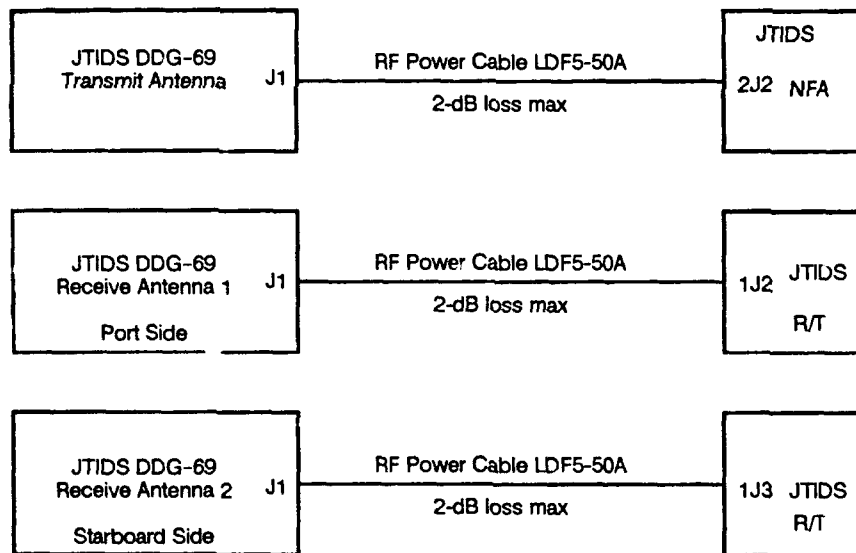 JTIDS DDG-69
Transmit Antenna
J1
RF Power Cable LDF5-50A
2-dB loss max
JTIDS
2J2 NFA
JTIDS DDG-69
Receive Antenna 1
Port Side
J1
RF Power Cable LDF5-50A
2-dB loss max
1J2 JTIDS
R/T
JTIDS DDG-69
Receive Antenna 2
Starboard Side
J1
RF Power Cable LDF5-50A
2-dB loss max
1J3 JTIDS
R/T